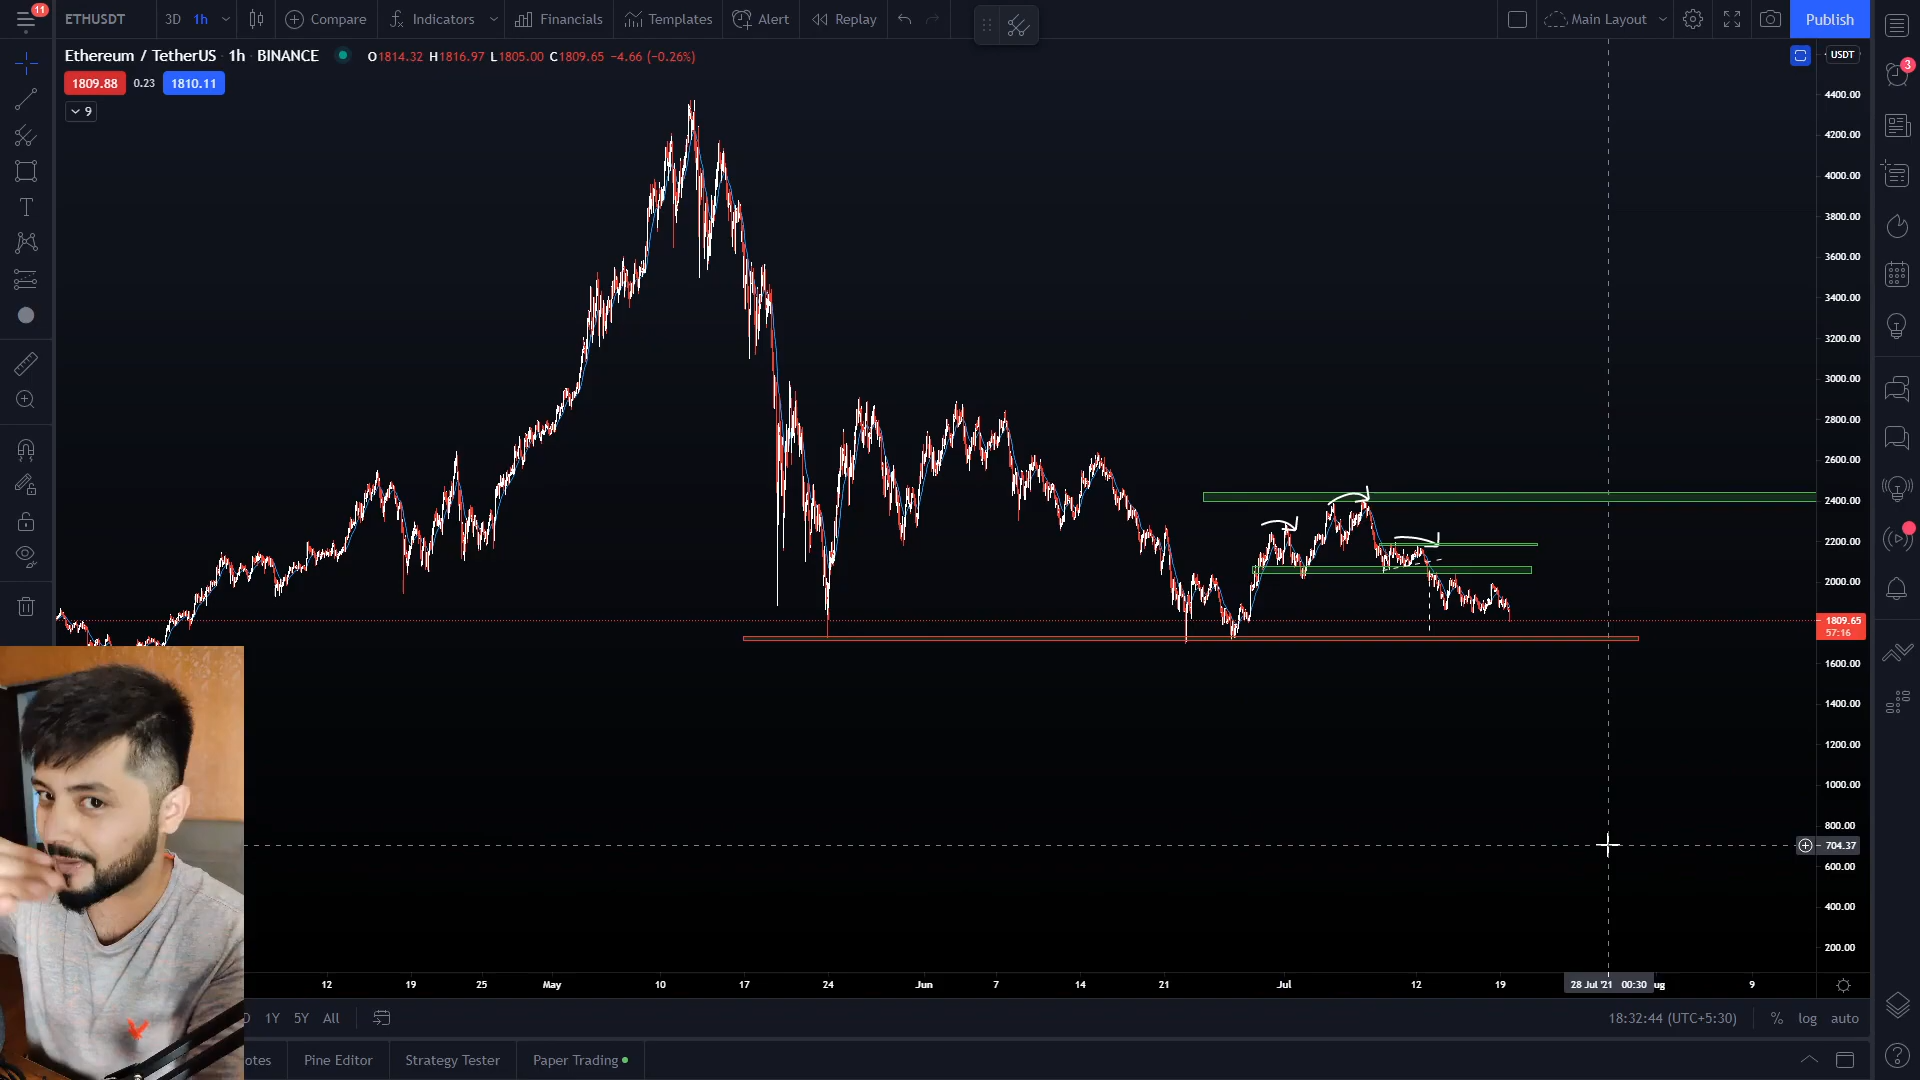 11
ETHUSDT
3D 1h
Compare
Indicators
Financials
Templates
Alert
Replay
Main Layout
Publish
Ethereum / TetherUS 1h BINANCE
O1814.32 H1816.97 L1805.00 C1809.65 −4.66 (−0.26%)
USDT
1809.88 0.23 1810.11
3
9
4400.00
4200.00
4000.00
3800.00
3600.00
3400.00
3200.00
3000.00
2800.00
2600.00
2400.00
2200.00
2000.00
1809.65
57:16
1600.00
1400.00
1200.00
1000.00
800.00
704.37
600.00
400.00
200.00
12 19 25 May 10 17 24 Jun 7 14 21 Jul 12 19 28 Jul '21 00:30 ug 9
D 1Y 5Y All
18:32:44 (UTC+5:30) % log auto
otes Pine Editor Strategy Tester Paper Trading